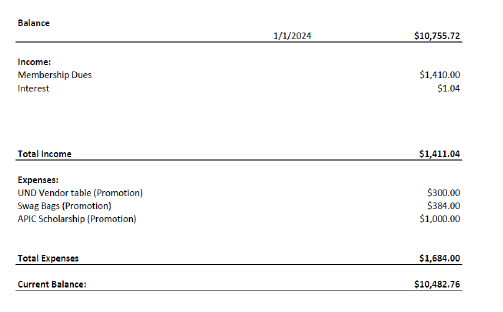 Balance
1/1/2024 $10,755.72
Income:
Membership Dues $1,410.00
Interest $1.04
Total Income $1,411.04
Expenses:
UND Vendor table (Promotion) $300.00
Swag Bags (Promotion) $384.00
APIC Scholarship (Promotion) $1,000.00
Total Expenses $1,684.00
Current Balance: $10,482.76